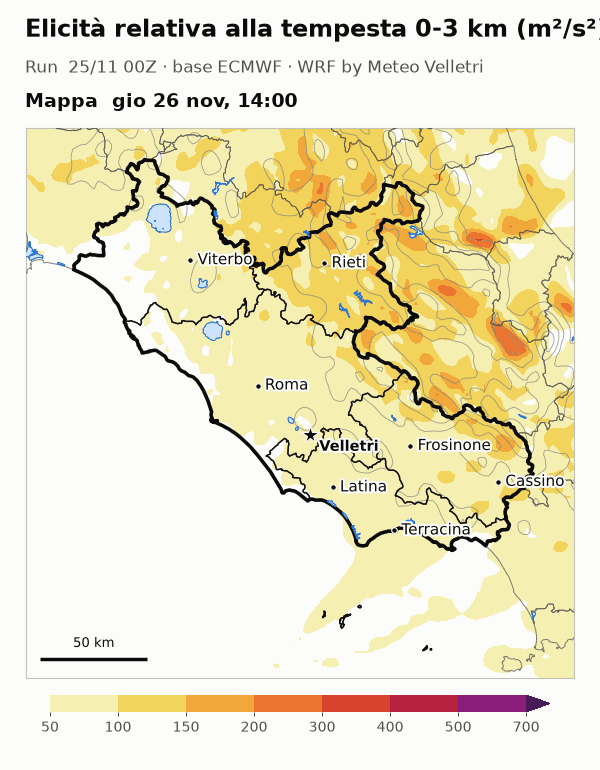 Elicità relativa alla tempesta 0-3 km (m²/s²)
Run  25/11 00Z · base ECMWF · WRF by Meteo Velletri
Mappa  gio 26 nov, 14:00
Viterbo
Rieti
Roma
Velletri
Frosinone
Latina
Cassino
Terracina
50 km
50 100 150 200 300 400 500 700